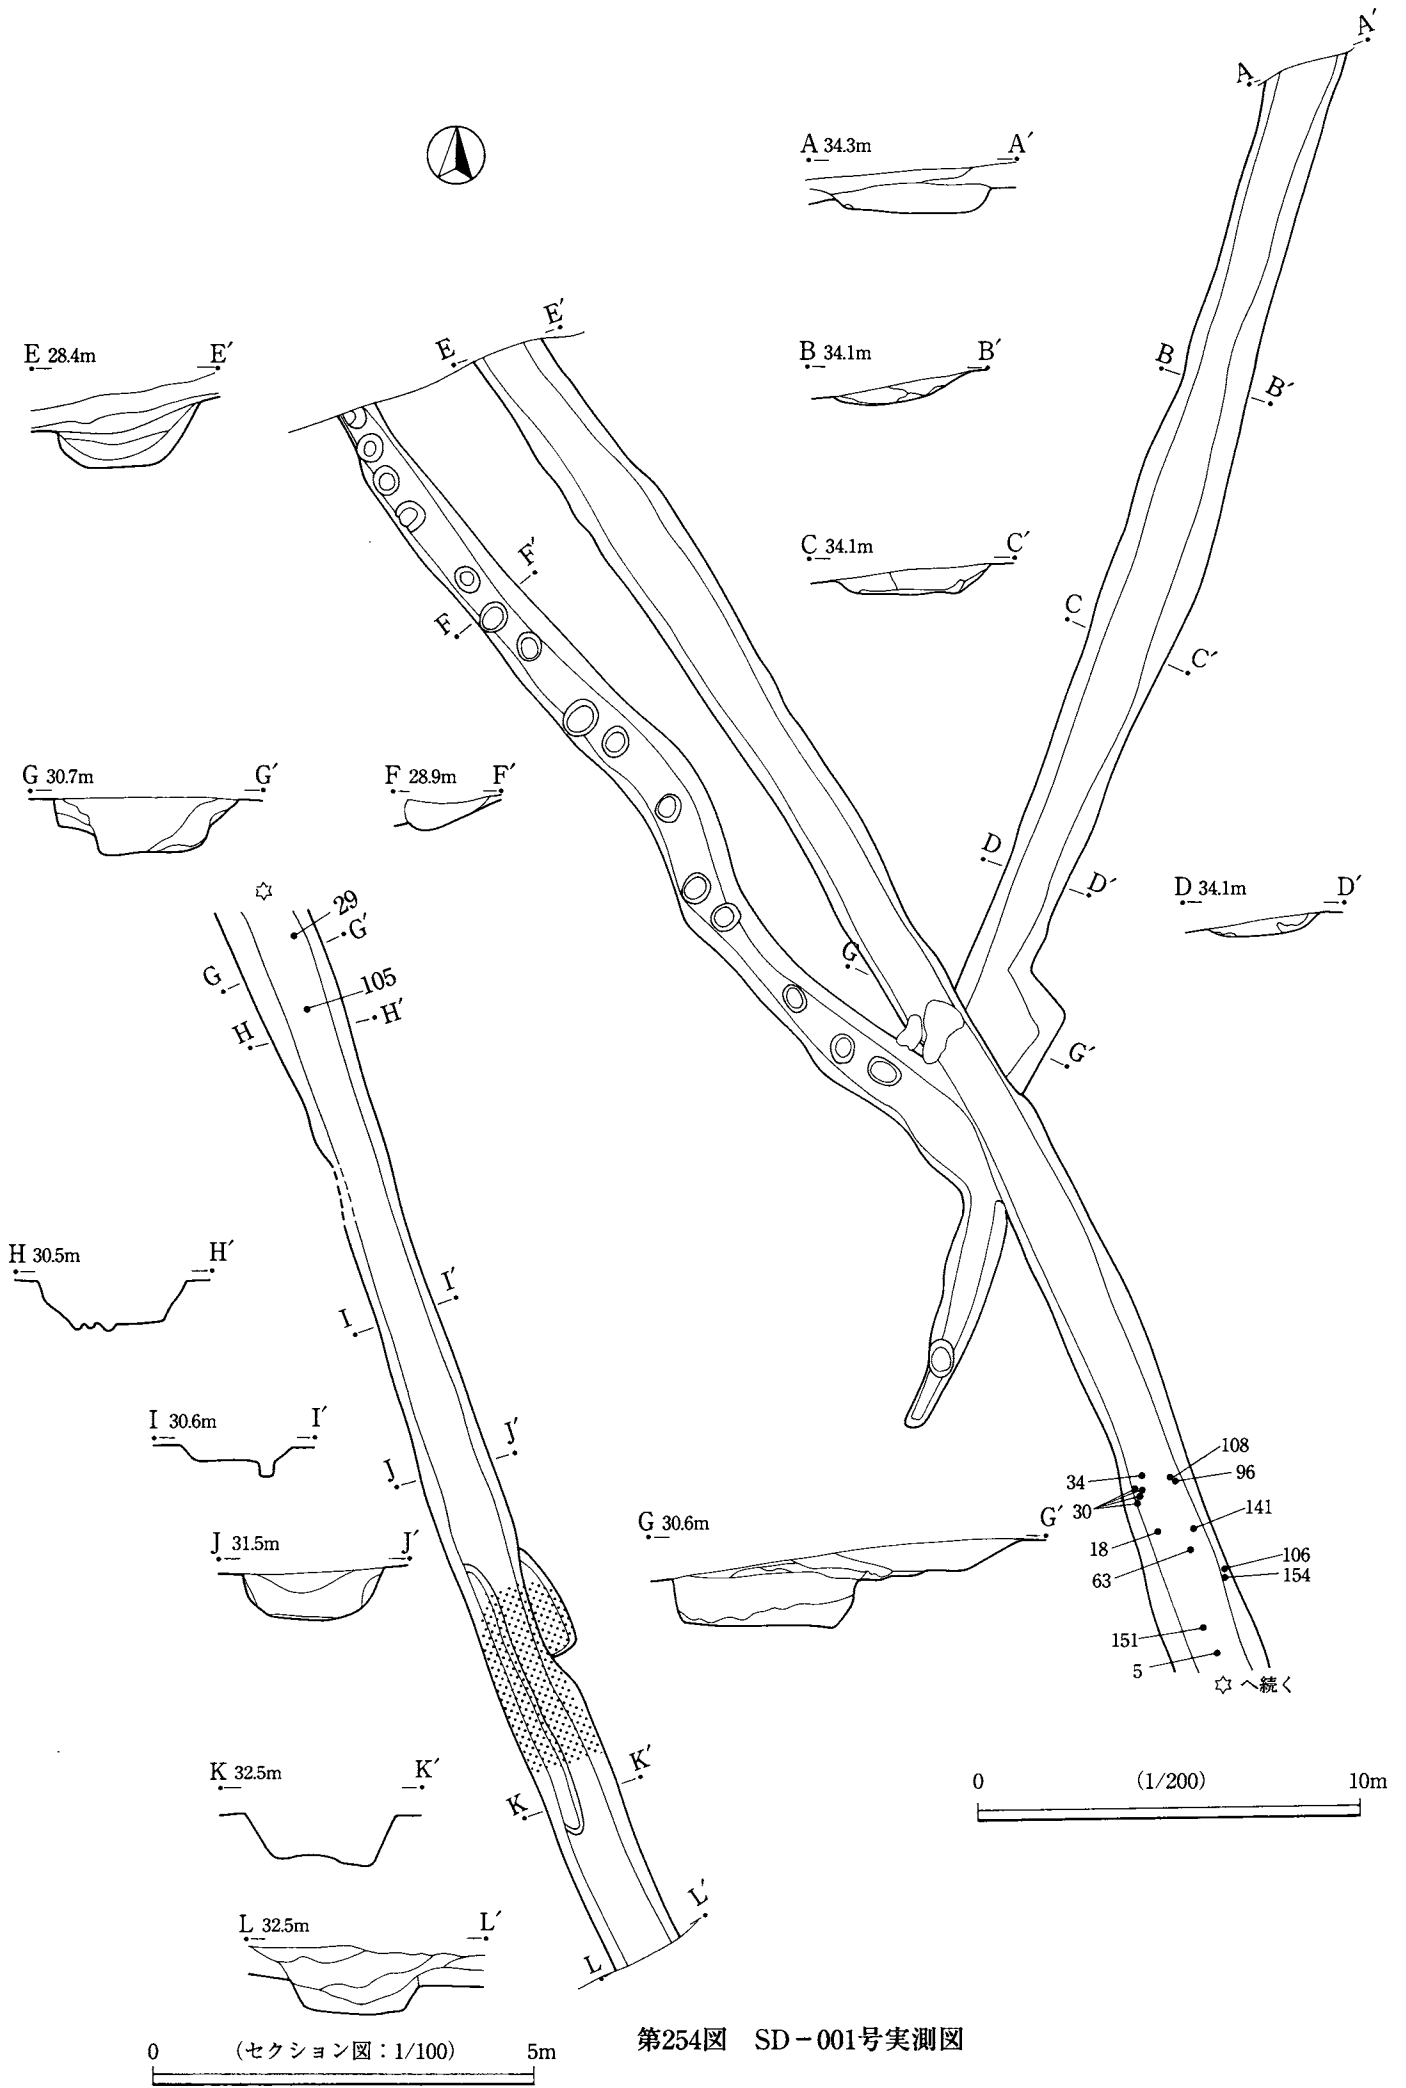 A A′
A 34.3m A′
E E′
E 28.4m E′
B 34.1m B′
B B′
C 34.1m C′
F′
F
C
C′
G 30.7m G′
F 28.9m F′
D
D′
D 34.1m D′
☆
29
G′
G
G
105
H′
H
G′
H 30.5m H′
I′
I
I 30.6m I′
J′
J
108
34
96
30
G 30.6m G′
141
18
J 31.5m J′
106
63
154
151
5
☆ へ続く
K 32.5m K′
K′
K
0 (1/200) 10m
L 32.5m L′
L′
L
第254図 SD−001号実測図
0 (セクション図：1/100) 5m